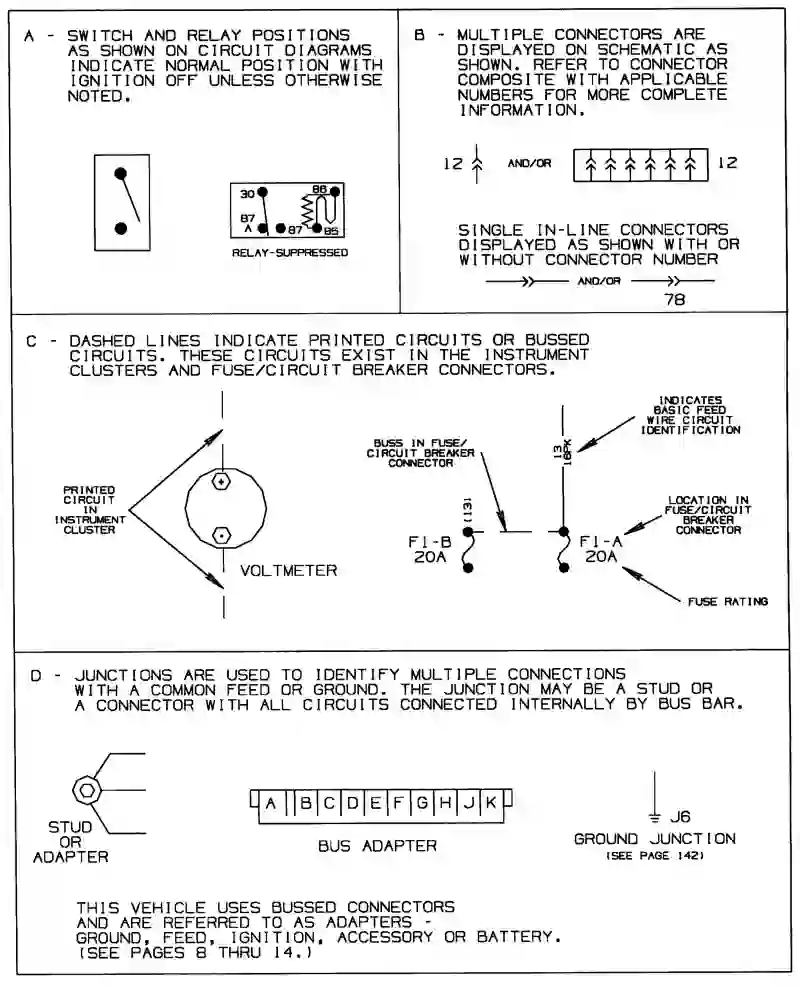 A - SWITCH AND RELAY POSITIONS
AS SHOWN ON CIRCUIT DIAGRAMS
INDICATE NORMAL POSITION WITH
IGNITION OFF UNLESS OTHERWISE
NOTED.
30
86
87
A
87
85
RELAY-SUPPRESSED
B - MULTIPLE CONNECTORS ARE
DISPLAYED ON SCHEMATIC AS
SHOWN. REFER TO CONNECTOR
COMPOSITE WITH APPLICABLE
NUMBERS FOR MORE COMPLETE
INFORMATION.
12
AND/OR
12
SINGLE IN-LINE CONNECTORS
DISPLAYED AS SHOWN WITH OR
WITHOUT CONNECTOR NUMBER
AND/OR
78
C - DASHED LINES INDICATE PRINTED CIRCUITS OR BUSSED
CIRCUITS. THESE CIRCUITS EXIST IN THE INSTRUMENT
CLUSTERS AND FUSE/CIRCUIT BREAKER CONNECTORS.
PRINTED
CIRCUIT
IN
INSTRUMENT
CLUSTER
+
-
VOLTMETER
BUSS IN FUSE/
CIRCUIT BREAKER
CONNECTOR
(13)
F1-B
20A
13
16PK
F1-A
20A
INDICATES
BASIC FEED
WIRE CIRCUIT
IDENTIFICATION
LOCATION IN
FUSE/CIRCUIT
BREAKER
CONNECTOR
FUSE RATING
D - JUNCTIONS ARE USED TO IDENTIFY MULTIPLE CONNECTIONS
WITH A COMMON FEED OR GROUND. THE JUNCTION MAY BE A STUD OR
A CONNECTOR WITH ALL CIRCUITS CONNECTED INTERNALLY BY BUS BAR.
STUD
OR
ADAPTER
A B C D E F G H J K
BUS ADAPTER
J6
GROUND JUNCTION
(SEE PAGE 142)
THIS VEHICLE USES BUSSED CONNECTORS
AND ARE REFERRED TO AS ADAPTERS -
GROUND, FEED, IGNITION, ACCESSORY OR BATTERY.
(SEE PAGES 8 THRU 14.)